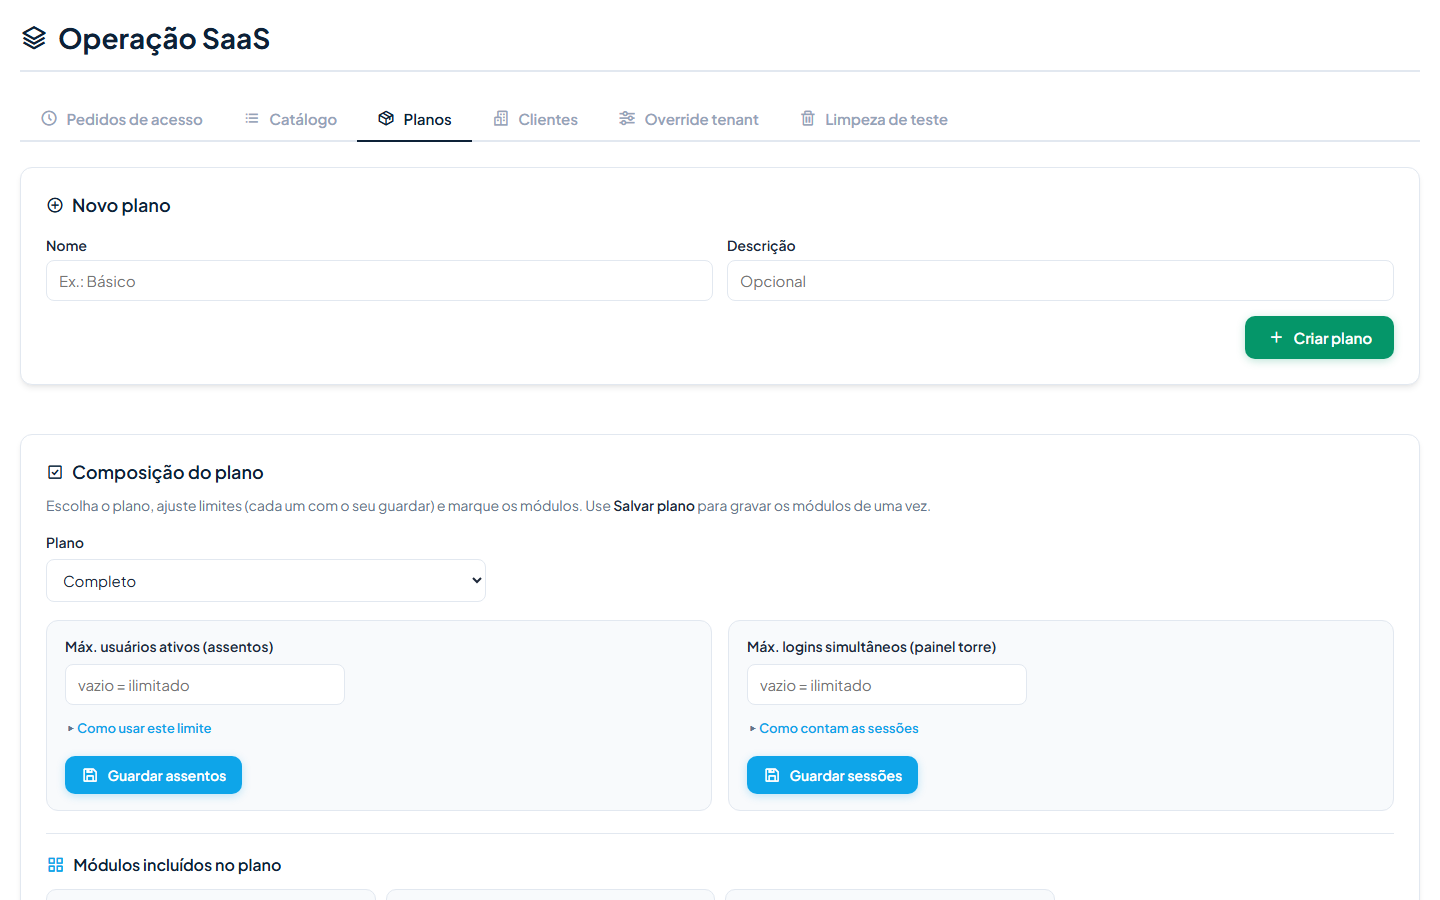 Operação SaaS
Pedidos de acesso
Catálogo
Planos
Clientes
Override tenant
Limpeza de teste
Novo plano
Nome
Descrição
Ex.: Básico
Opcional
Criar plano
Composição do plano
Escolha o plano, ajuste limites (cada um com o seu guardar) e marque os módulos. Use Salvar plano para gravar os módulos de uma vez.
Plano
Completo
Máx. usuários ativos (assentos)
vazio = ilimitado
Como usar este limite
Guardar assentos
Máx. logins simultâneos (painel torre)
vazio = ilimitado
Como contam as sessões
Guardar sessões
Módulos incluídos no plano